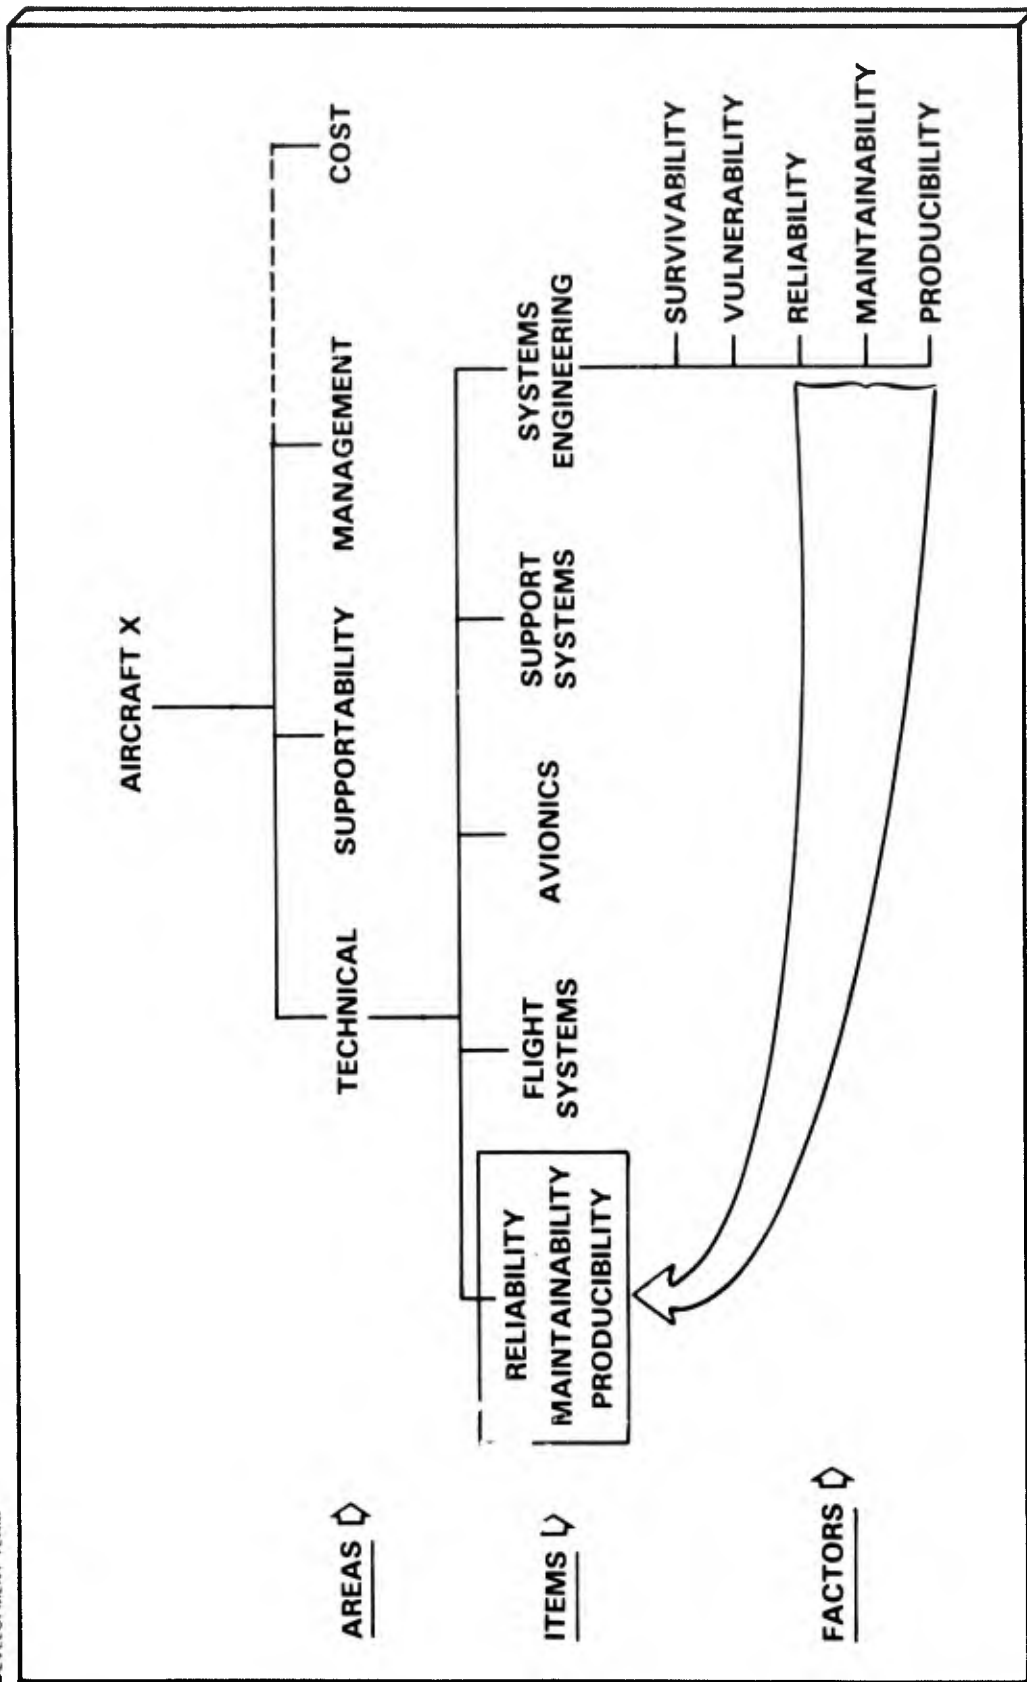 AIRCRAFT X
AREAS
TECHNICAL
SUPPORTABILITY
MANAGEMENT
COST
ITEMS
RELIABILITY
MAINTAINABILITY
PRODUCIBILITY
FLIGHT
SYSTEMS
AVIONICS
SUPPORT
SYSTEMS
SYSTEMS
ENGINEERING
FACTORS
SURVIVABILITY
VULNERABILITY
RELIABILITY
MAINTAINABILITY
PRODUCIBILITY